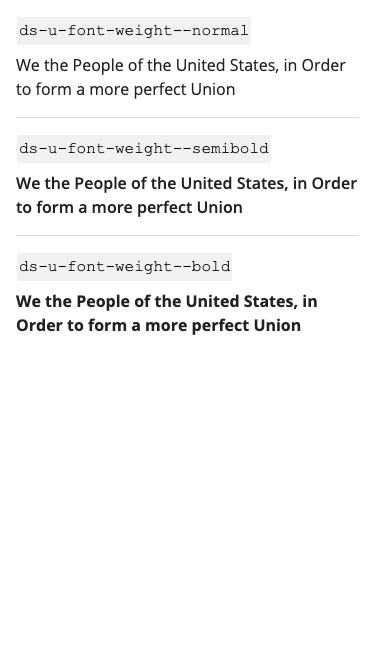 ds-u-font-weight--normal
We the People of the United States, in Order
to form a more perfect Union
ds-u-font-weight--semibold
We the People of the United States, in Order
to form a more perfect Union
ds-u-font-weight--bold
We the People of the United States, in
Order to form a more perfect Union